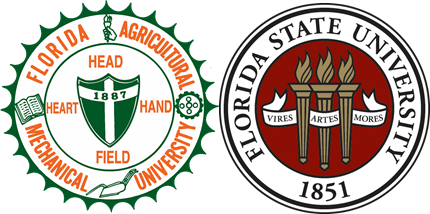 FLORIDA AGRICULTURAL
MECHANICAL UNIVERSITY
HEAD
1887
HEART HAND
FIELD
FLORIDA STATE UNIVERSITY
VIRES ARTES MORES
1851